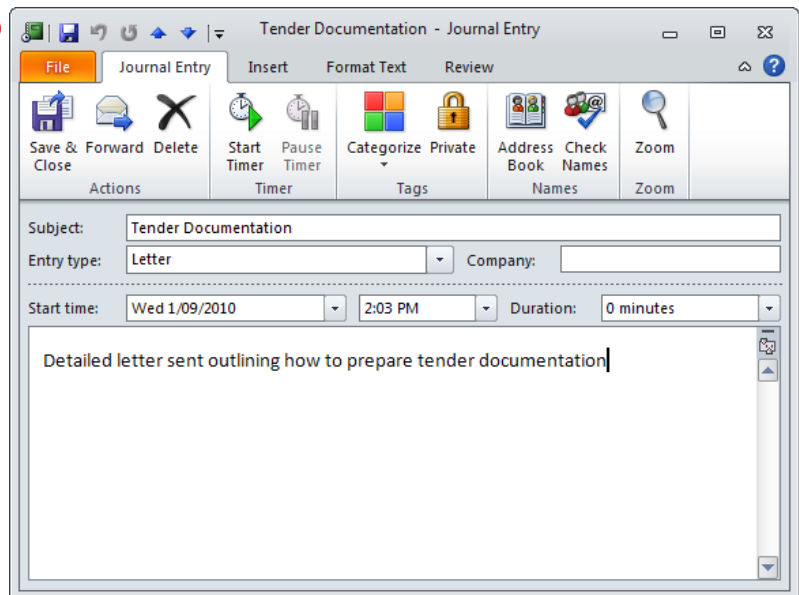 Tender Documentation - Journal Entry
File Journal Entry Insert Format Text Review
Save & Forward Delete Start Pause Categorize Private Address Check Zoom
Close Timer Timer Book Names
Actions Timer Tags Names Zoom
Subject: Tender Documentation
Entry type: Letter Company:
Start time: Wed 1/09/2010 2:03 PM Duration: 0 minutes
Detailed letter sent outlining how to prepare tender documentation